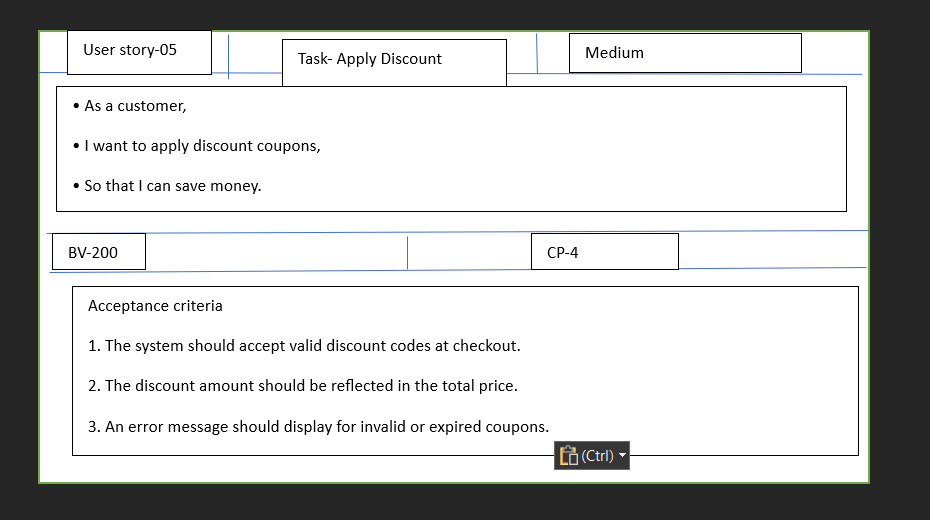 User story-05
Task- Apply Discount
Medium
• As a customer,
• I want to apply discount coupons,
• So that I can save money.
BV-200
CP-4
Acceptance criteria
1. The system should accept valid discount codes at checkout.
2. The discount amount should be reflected in the total price.
3. An error message should display for invalid or expired coupons.
(Ctrl)